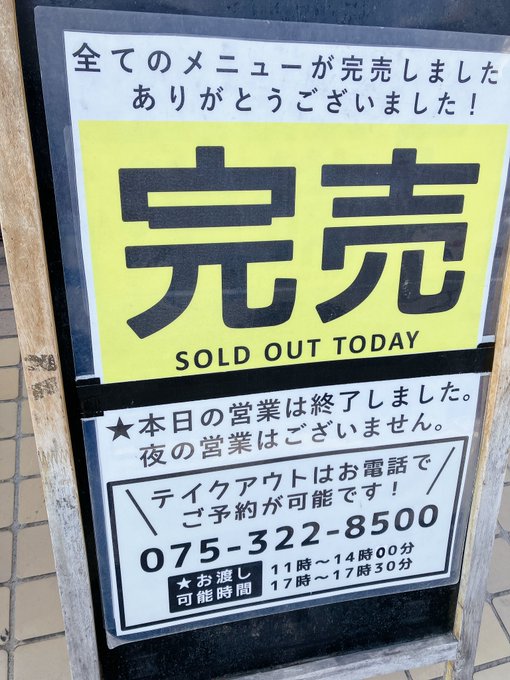 全てのメニューが完売しました
ありがとうございました！
完売
SOLD OUT TODAY
★本日の営業は終了しました。
夜の営業はございません。
テイクアウトはお電話で
ご予約が可能です！
075-322-8500
★お渡し
可能時間
11時～14時00分
17時～17時30分